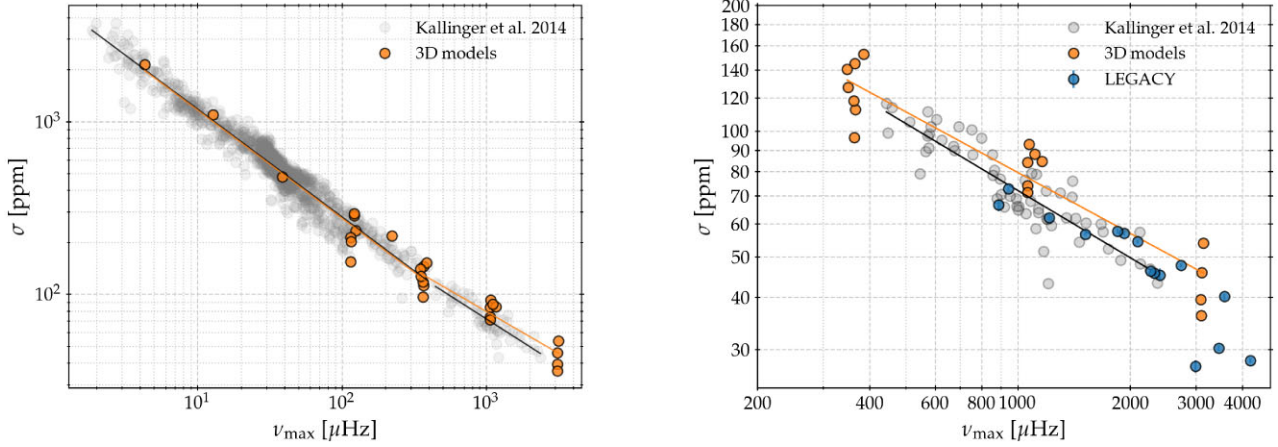 Kallinger et al. 2014
3D models
10³
10²
σ [ppm]
10¹
10²
10³
ν_max [μHz]
200
180
160
140
120
100
90
80
70
60
50
40
30
σ [ppm]
Kallinger et al. 2014
3D models
LEGACY
200
400
600
800
1000
2000
3000
4000
ν_max [μHz]